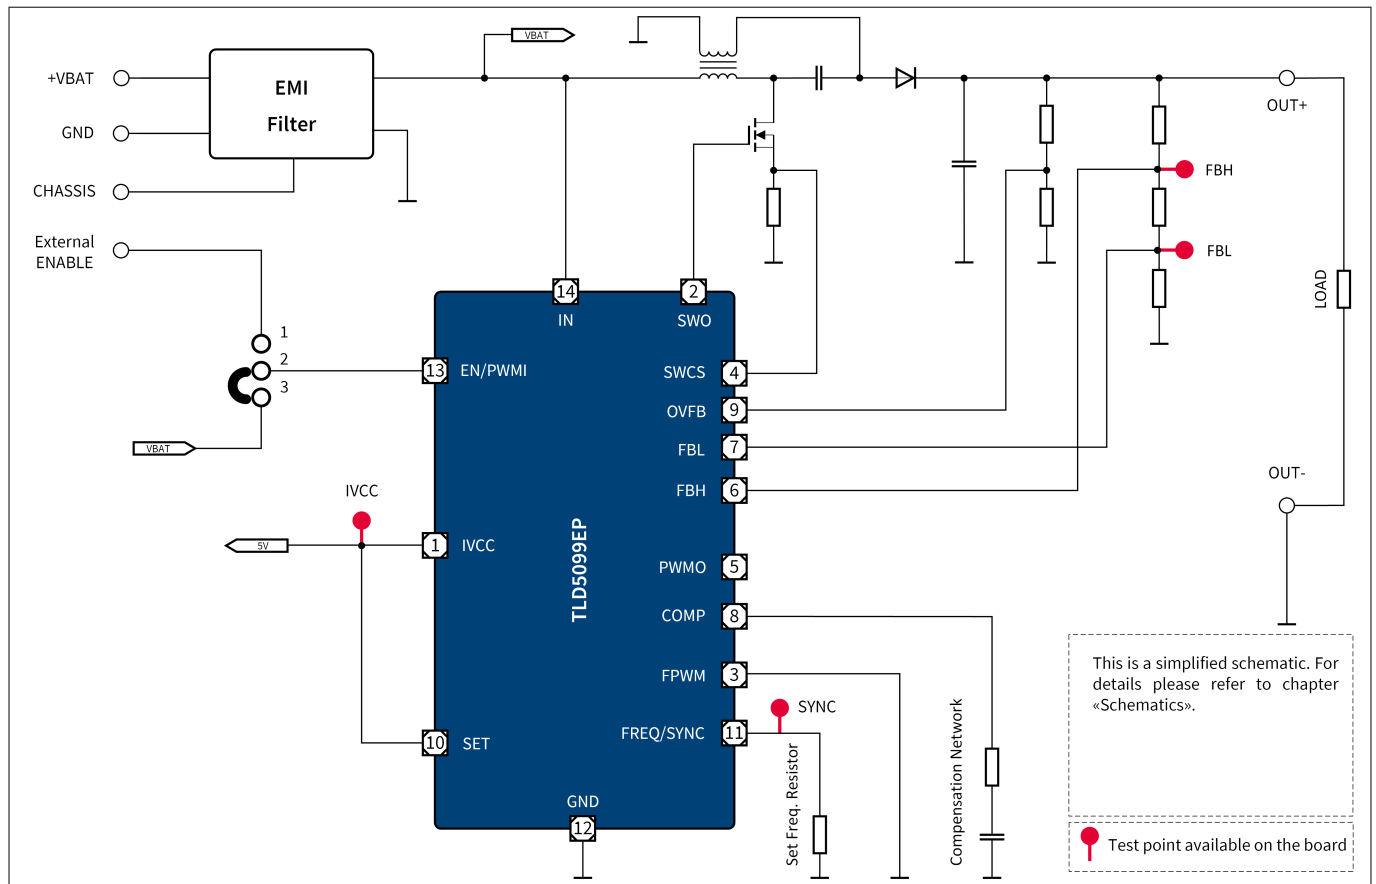 VBAT
+VBAT
EMI
Filter
OUT+
GND
FBH
CHASSIS
External
ENABLE
FBL
LOAD
14
2
IN
SWO
1
2
3
13
EN/PWMI
SWCS
4
OVFB
9
VBAT
FBL
7
OUT-
IVCC
FBH
6
5V
1
IVCC
TLD5099EP
PWMO
5
COMP
8
FPWM
3
This is a simplified schematic. For
details please refer to chapter
«Schematics».
SYNC
FREQ/SYNC
11
10
SET
Set Freq. Resistor
Compensation Network
GND
12
Test point available on the board